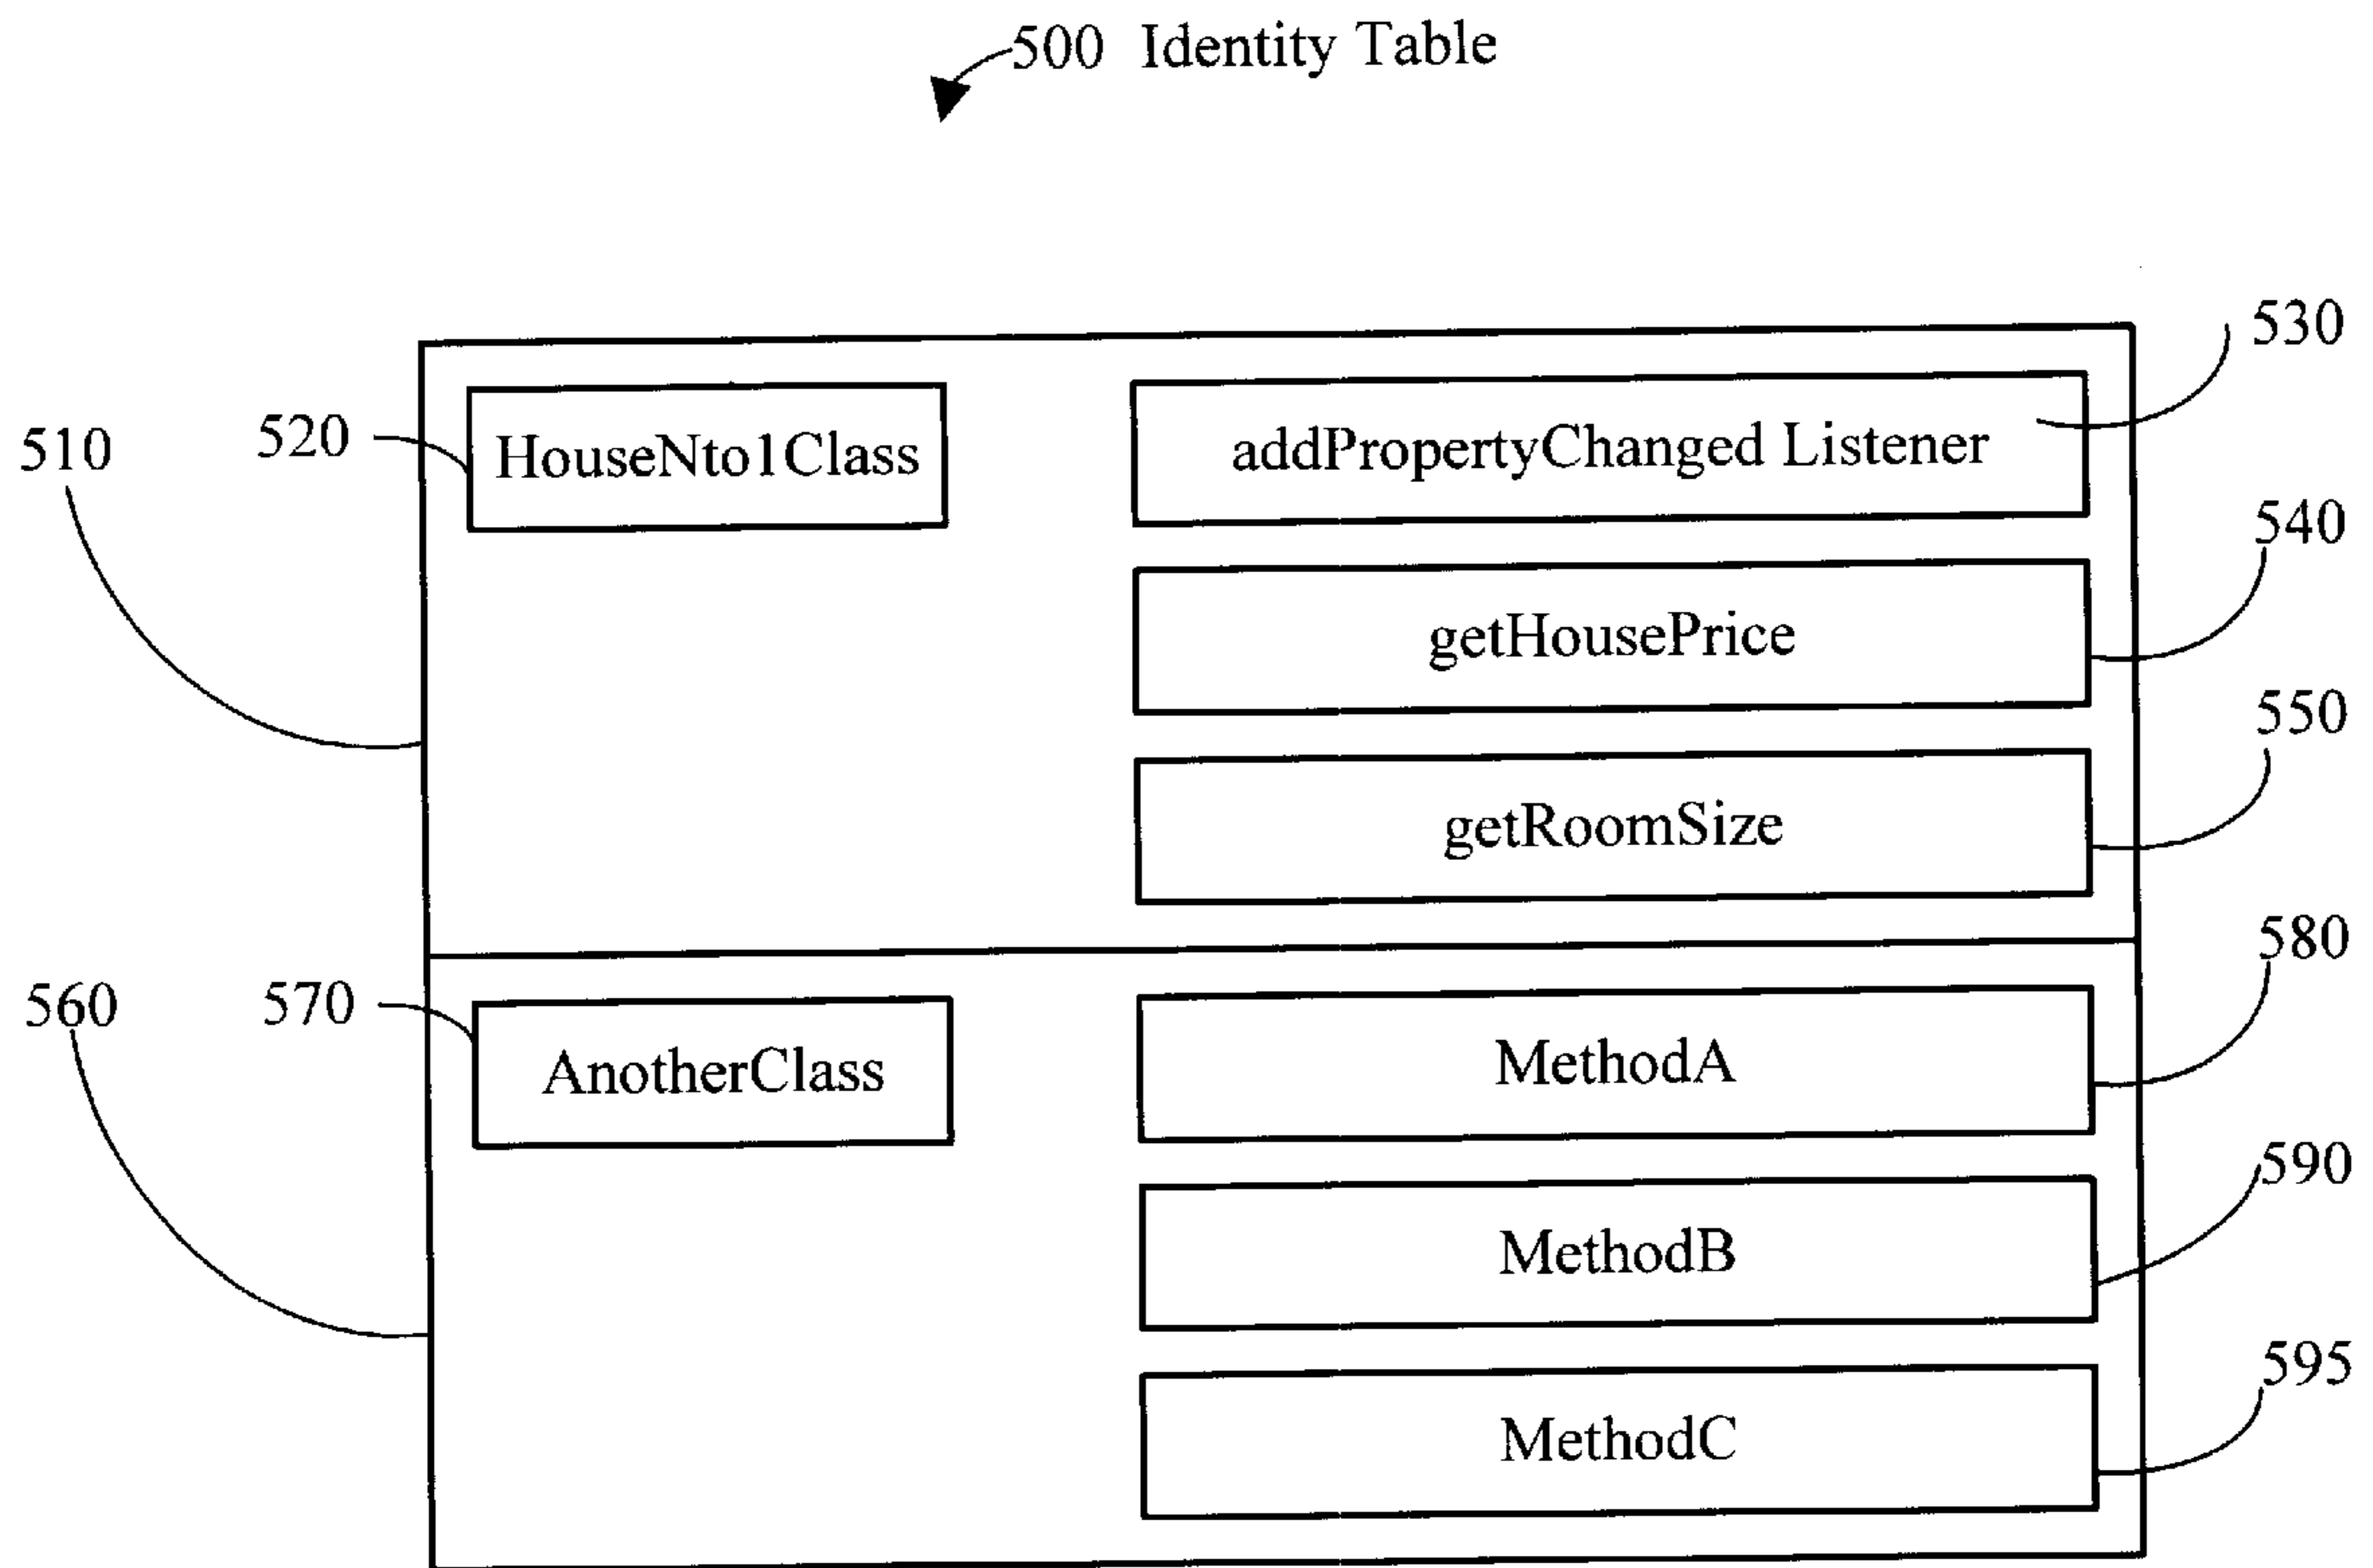 500 Identity Table
530
510
520
HouseNto1Class
addPropertyChanged Listener
540
getHousePrice
550
getRoomSize
580
560
570
AnotherClass
MethodA
590
MethodB
595
MethodC